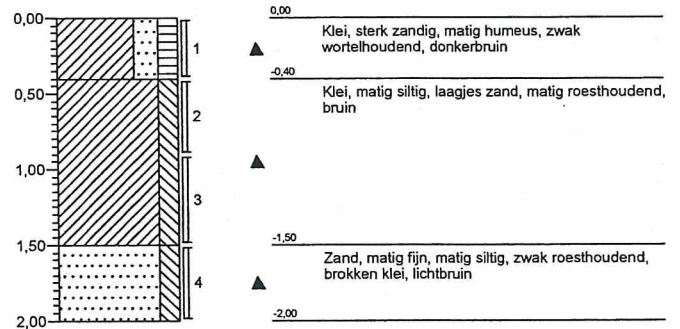 0,00
0,50
1,00
1,50
2,00
1
2
3
4
0,00
Klei, sterk zandig, matig humeus, zwak
wortelhoudend, donkerbruin
-0,40
Klei, matig siltig, laagjes zand, matig roesthoudend,
bruin
-1,50
Zand, matig fijn, matig siltig, zwak roesthoudend,
brokken klei, lichtbruin
-2,00